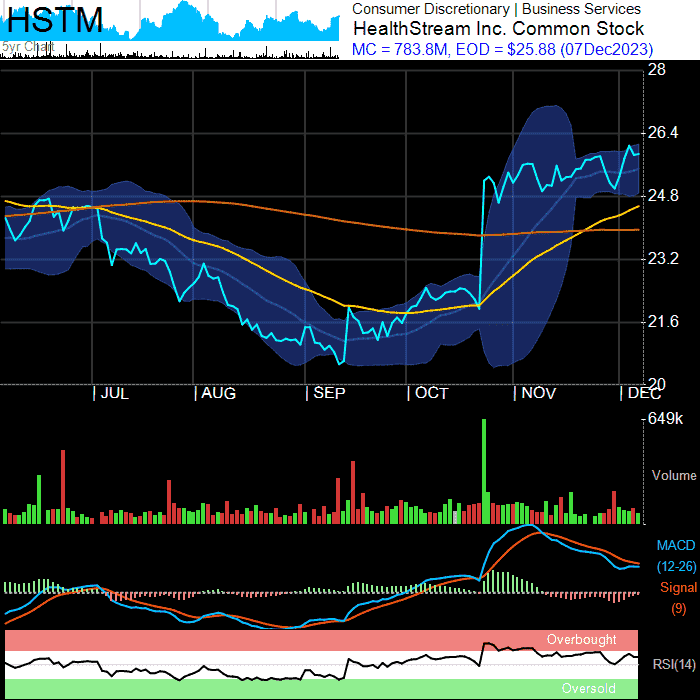 HSTM
5yr Chart
Consumer Discretionary | Business Services
HealthStream Inc. Common Stock
MC = 783.8M, EOD = $25.88 (07Dec2023)
28
26.4
24.8
23.2
21.6
20
JUL
AUG
SEP
OCT
NOV
DEC
649k
Volume
MACD
(12-26)
Signal
(9)
Overbought
RSI(14)
Oversold